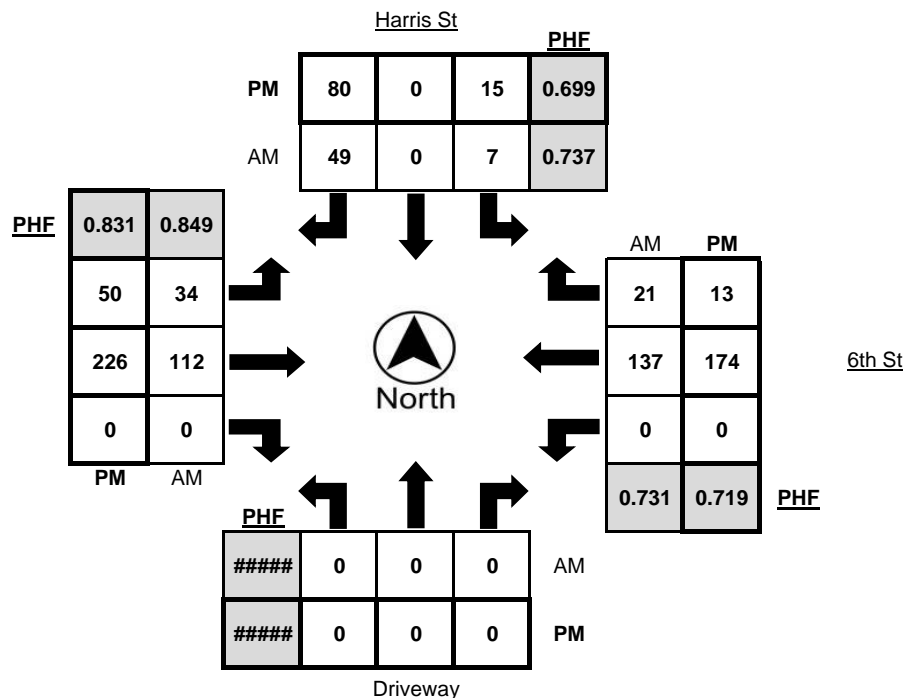 Harris St
PHF
PM 80 0 15 0.699
AM 49 0 7 0.737
PHF 0.831 0.849
AM PM
50 34
21 13
226 112
137 174
6th St
North
0 0
0 0
PM AM
0.731 0.719 PHF
PHF
##### 0 0 0 AM
##### 0 0 0 PM
Driveway